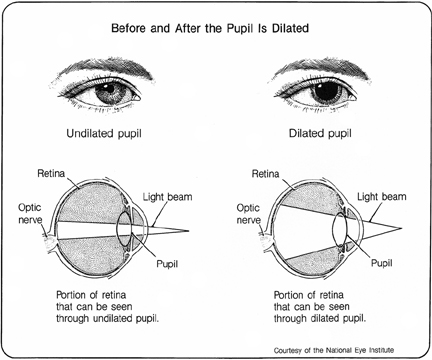 Before and After the Pupil Is Dilated
Undilated pupil
Dilated pupil
Retina
Light beam
Optic
nerve
Pupil
Portion of retina
that can be seen
through undilated pupil.
Retina
Light beam
Optic
nerve
Pupil
Portion of retina
that can be seen
through dilated pupil.
Courtesy of the National Eye Institute